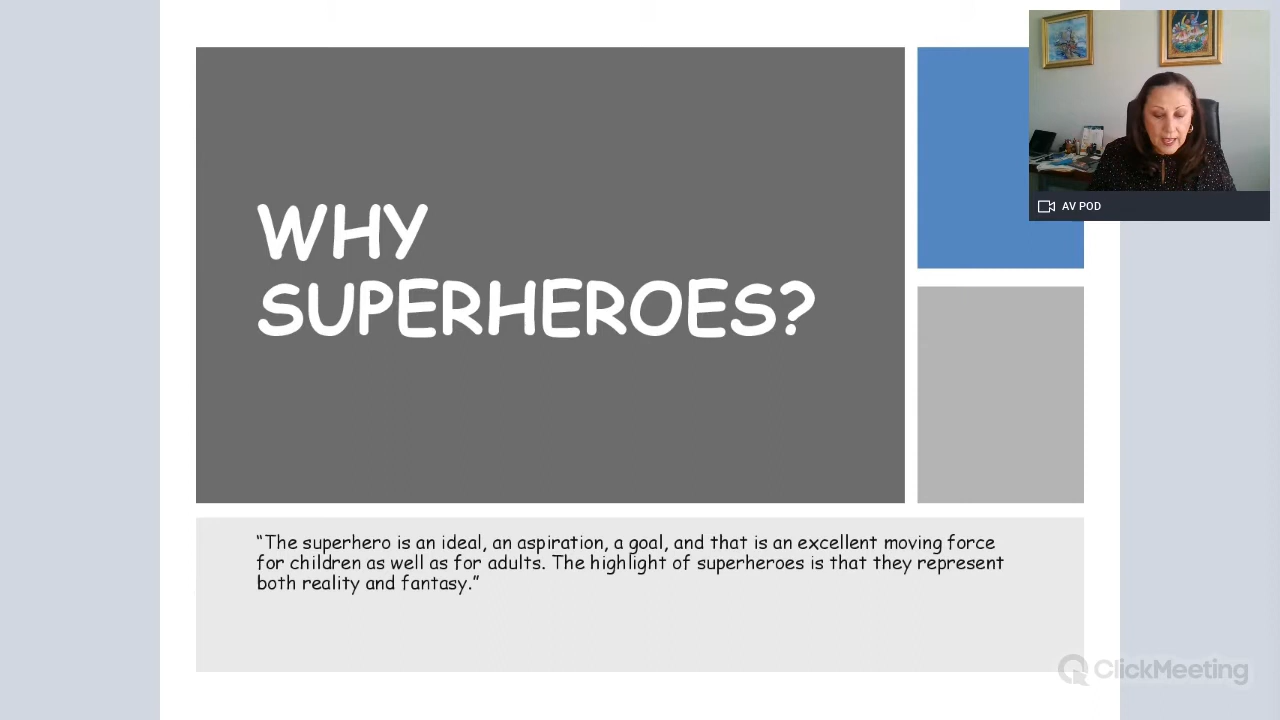 WHY
SUPERHEROES?
“The superhero is an ideal, an aspiration, a goal, and that is an excellent moving force
for children as well as for adults. The highlight of superheroes is that they represent
both reality and fantasy.”
AV POD
ClickMeeting